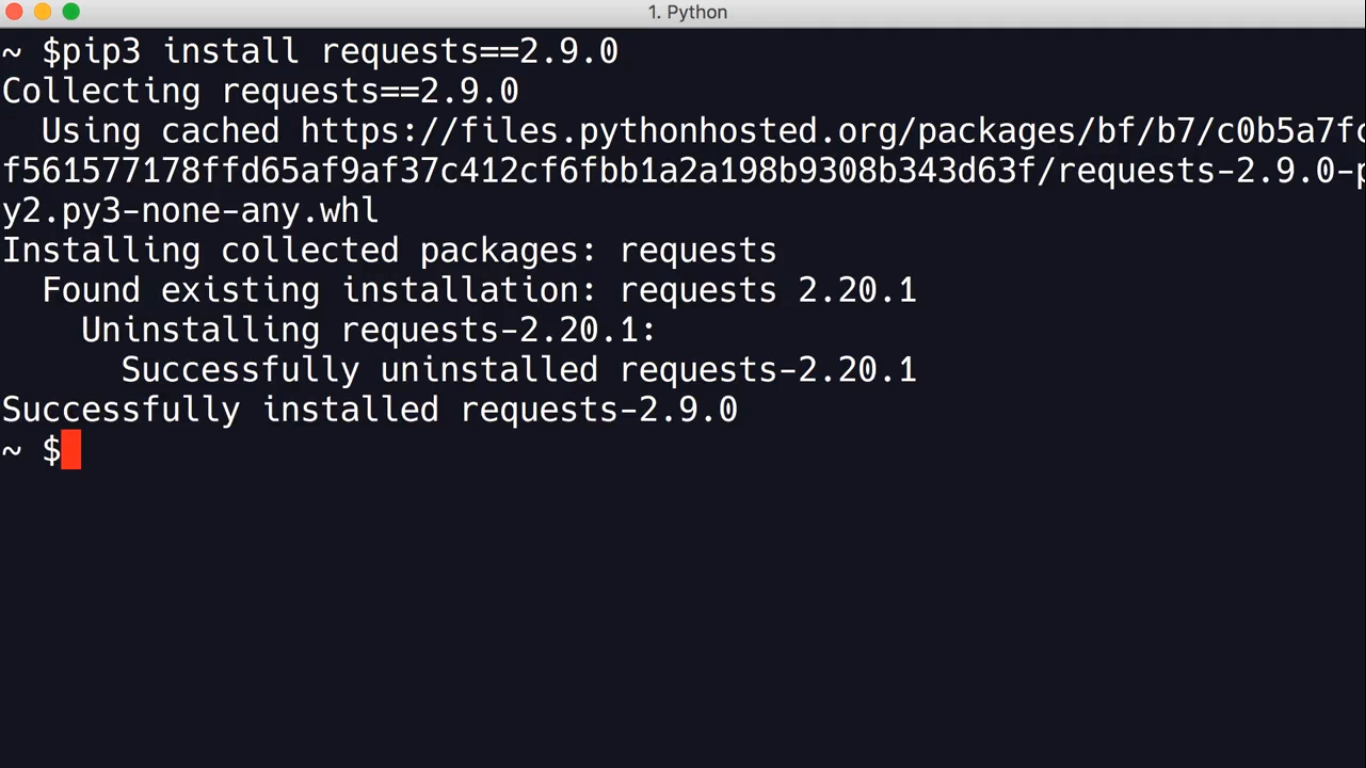 1. Python
~ $pip3 install requests==2.9.0
Collecting requests==2.9.0
Using cached https://files.pythonhosted.org/packages/bf/b7/c0b5a7fc
f561577178ffd65af9af37c412cf6fbb1a2a198b9308b343d63f/requests-2.9.0-p
y2.py3-none-any.whl
Installing collected packages: requests
Found existing installation: requests 2.20.1
Uninstalling requests-2.20.1:
Successfully uninstalled requests-2.20.1
Successfully installed requests-2.9.0
~ $